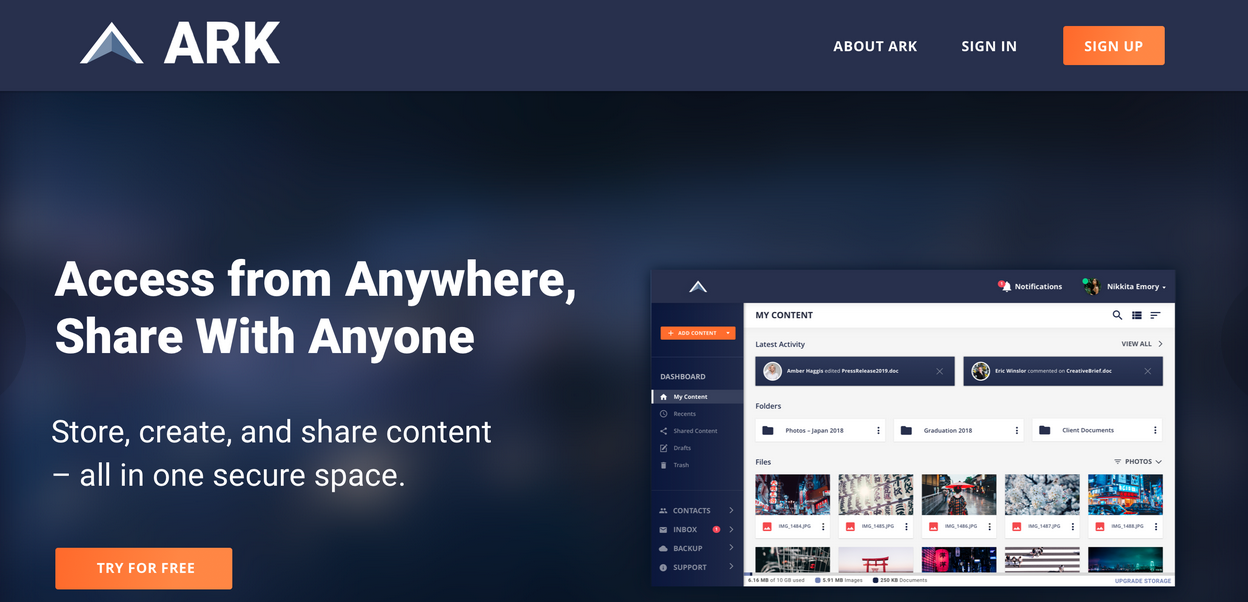 ARK
ABOUT ARK
SIGN IN
SIGN UP
Access from Anywhere,
Share With Anyone
Store, create, and share content
– all in one secure space.
TRY FOR FREE
1
Notifications
Nikkita Emory
+ ADD CONTENT
DASHBOARD
My Content
Recents
Shared Content
Drafts
Trash
CONTACTS
INBOX 1
BACKUP
SUPPORT
MY CONTENT
Latest Activity
VIEW ALL
Amber Haggis edited PressRelease2019.doc
Eric Winslor commented on CreativeBrief.doc
Folders
Photos – Japan 2018
Graduation 2018
Client Documents
Files
PHOTOS
IMG_1484.JPG
IMG_1485.JPG
IMG_1486.JPG
IMG_1487.JPG
IMG_1488.JPG
6.16 MB of 10 GB used
5.91 MB Images
250 KB Documents
UPGRADE STORAGE